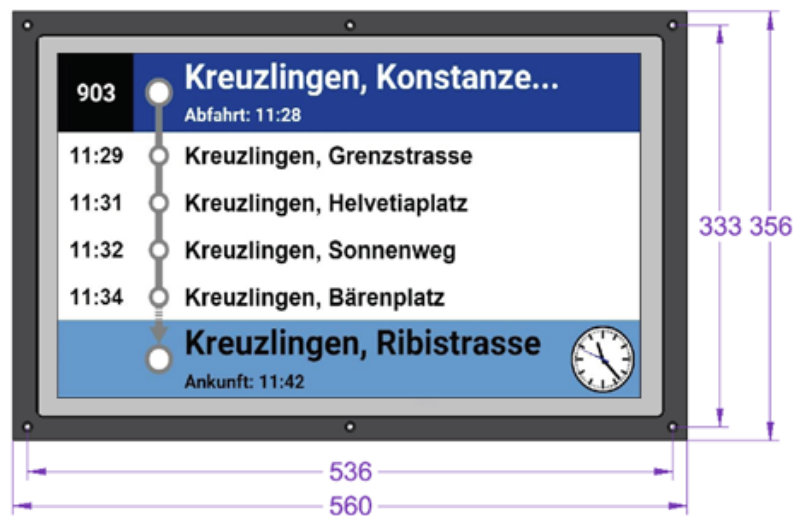 903
Kreuzlingen, Konstanze...
Abfahrt: 11:28
11:29 Kreuzlingen, Grenzstrasse
11:31 Kreuzlingen, Helvetiaplatz
11:32 Kreuzlingen, Sonnenweg
11:34 Kreuzlingen, Bärenplatz
Kreuzlingen, Ribistrasse
Ankunft: 11:42
333 356
536
560